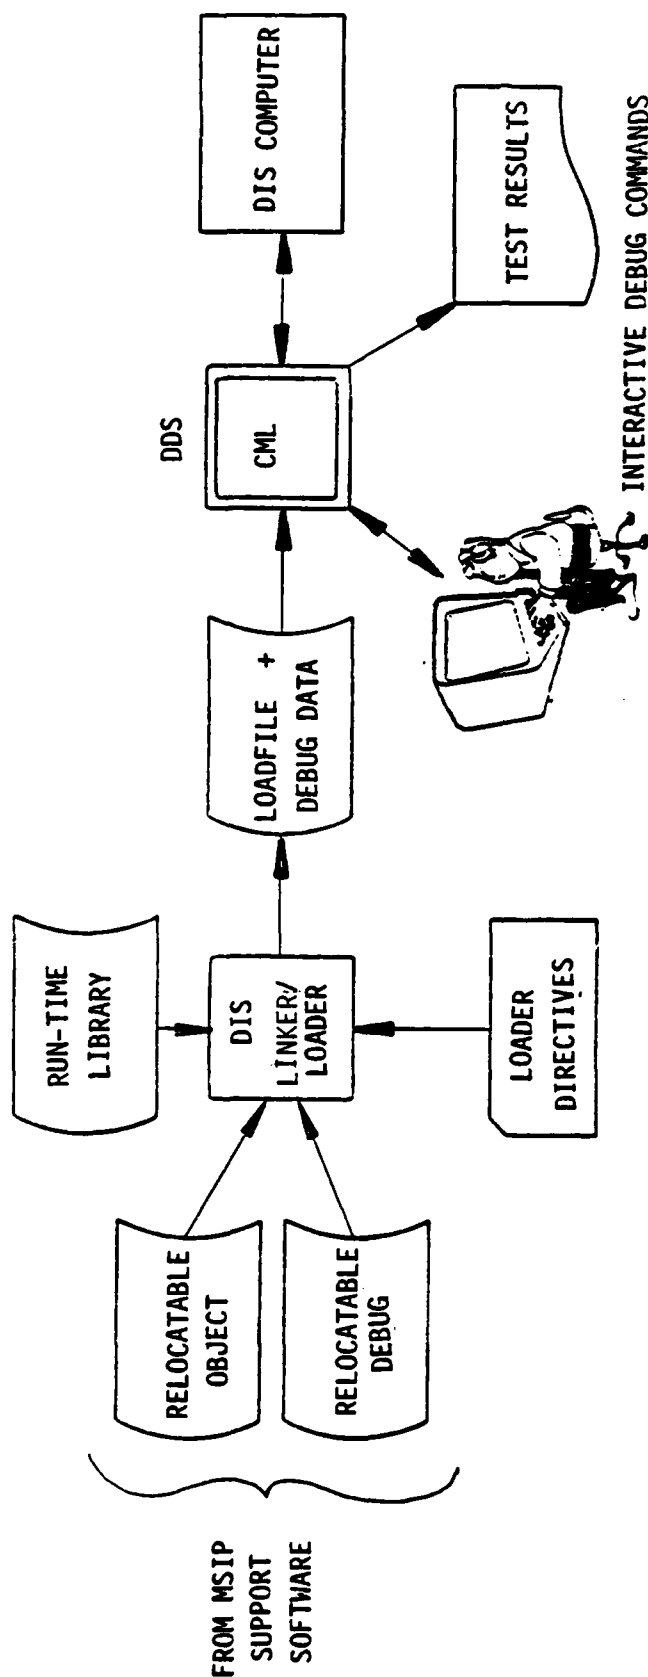 FROM MSIP
SUPPORT
SOFTWARE
RELOCATABLE
OBJECT
RELOCATABLE
DEBUG
RUN-TIME
LIBRARY
DIS
LINKER/
LOADER
LOADER
DIRECTIVES
LOADFILE +
DEBUG DATA
DDS
CML
DIS COMPUTER
TEST RESULTS
INTERACTIVE DEBUG COMMANDS